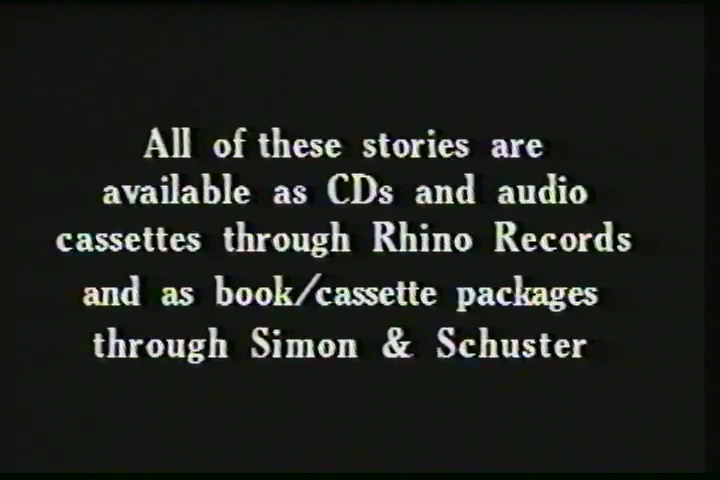 All of these stories are
available as CDs and audio
cassettes through Rhino Records
and as book/cassette packages
through Simon & Schuster